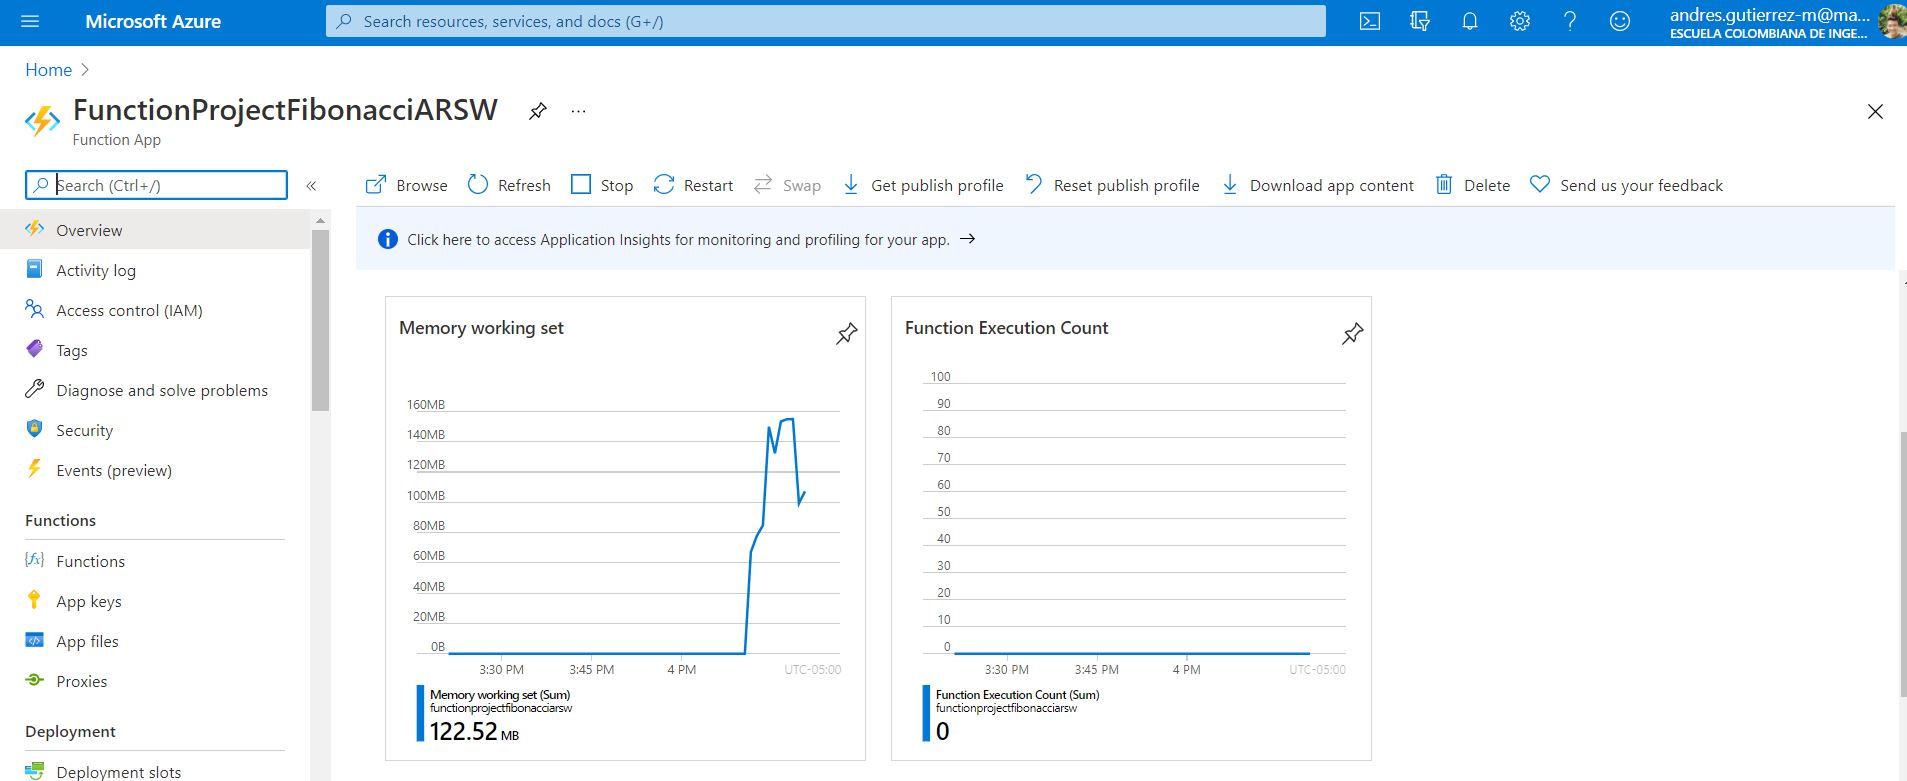 Microsoft Azure
Search resources, services, and docs (G+/)
andres.gutierrez-m@ma...
ESCUELA COLOMBIANA DE INGE...
Home
FunctionProjectFibonacciARSW
...
Function App
Search (Ctrl+/)
«
Browse
Refresh
Stop
Restart
Swap
Get publish profile
Reset publish profile
Download app content
Delete
Send us your feedback
Click here to access Application Insights for monitoring and profiling for your app. →
Overview
Activity log
Access control (IAM)
Tags
Diagnose and solve problems
Security
Events (preview)
Functions
Functions
App keys
App files
Proxies
Deployment
Deployment slots
Memory working set
160MB
140MB
120MB
100MB
80MB
60MB
40MB
20MB
0B
3:30 PM
3:45 PM
4 PM
UTC-05:00
Memory working set (Sum)
functionprojectfibonacciarsw
122.52 MB
Function Execution Count
100
90
80
70
60
50
40
30
20
10
0
3:30 PM
3:45 PM
4 PM
UTC-05:00
Function Execution Count (Sum)
functionprojectfibonacciarsw
0